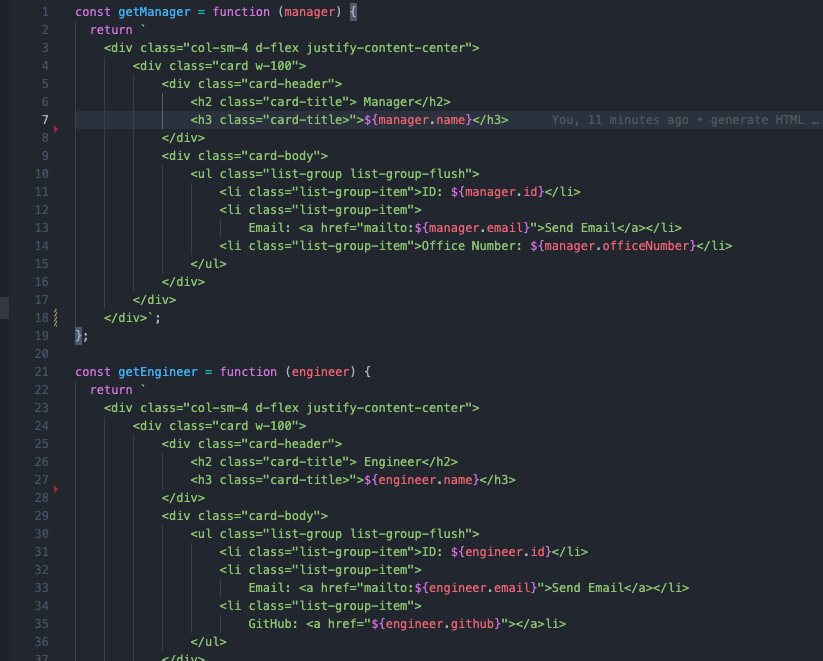 1 const getManager = function (manager) {
2 return `
3 <div class="col-sm-4 d-flex justify-content-center">
4 <div class="card w-100">
5 <div class="card-header">
6 <h2 class="card-title"> Manager</h2>
7 <h3 class="card-title>">${manager.name}</h3> You, 11 minutes ago • generate HTML …
8 </div>
9 <div class="card-body">
10 <ul class="list-group list-group-flush">
11 <li class="list-group-item">ID: ${manager.id}</li>
12 <li class="list-group-item">
13 Email: <a href="mailto:${manager.email}">Send Email</a></li>
14 <li class="list-group-item">Office Number: ${manager.officeNumber}</li>
15 </ul>
16 </div>
17 </div>
18 </div>`;
19 };
20
21 const getEngineer = function (engineer) {
22 return `
23 <div class="col-sm-4 d-flex justify-content-center">
24 <div class="card w-100">
25 <div class="card-header">
26 <h2 class="card-title"> Engineer</h2>
27 <h3 class="card-title>">${engineer.name}</h3>
28 </div>
29 <div class="card-body">
30 <ul class="list-group list-group-flush">
31 <li class="list-group-item">ID: ${engineer.id}</li>
32 <li class="list-group-item">
33 Email: <a href="mailto:${engineer.email}">Send Email</a></li>
34 <li class="list-group-item">
35 GitHub: <a href="${engineer.github}"></a>li>
36 </ul>
37 </div>